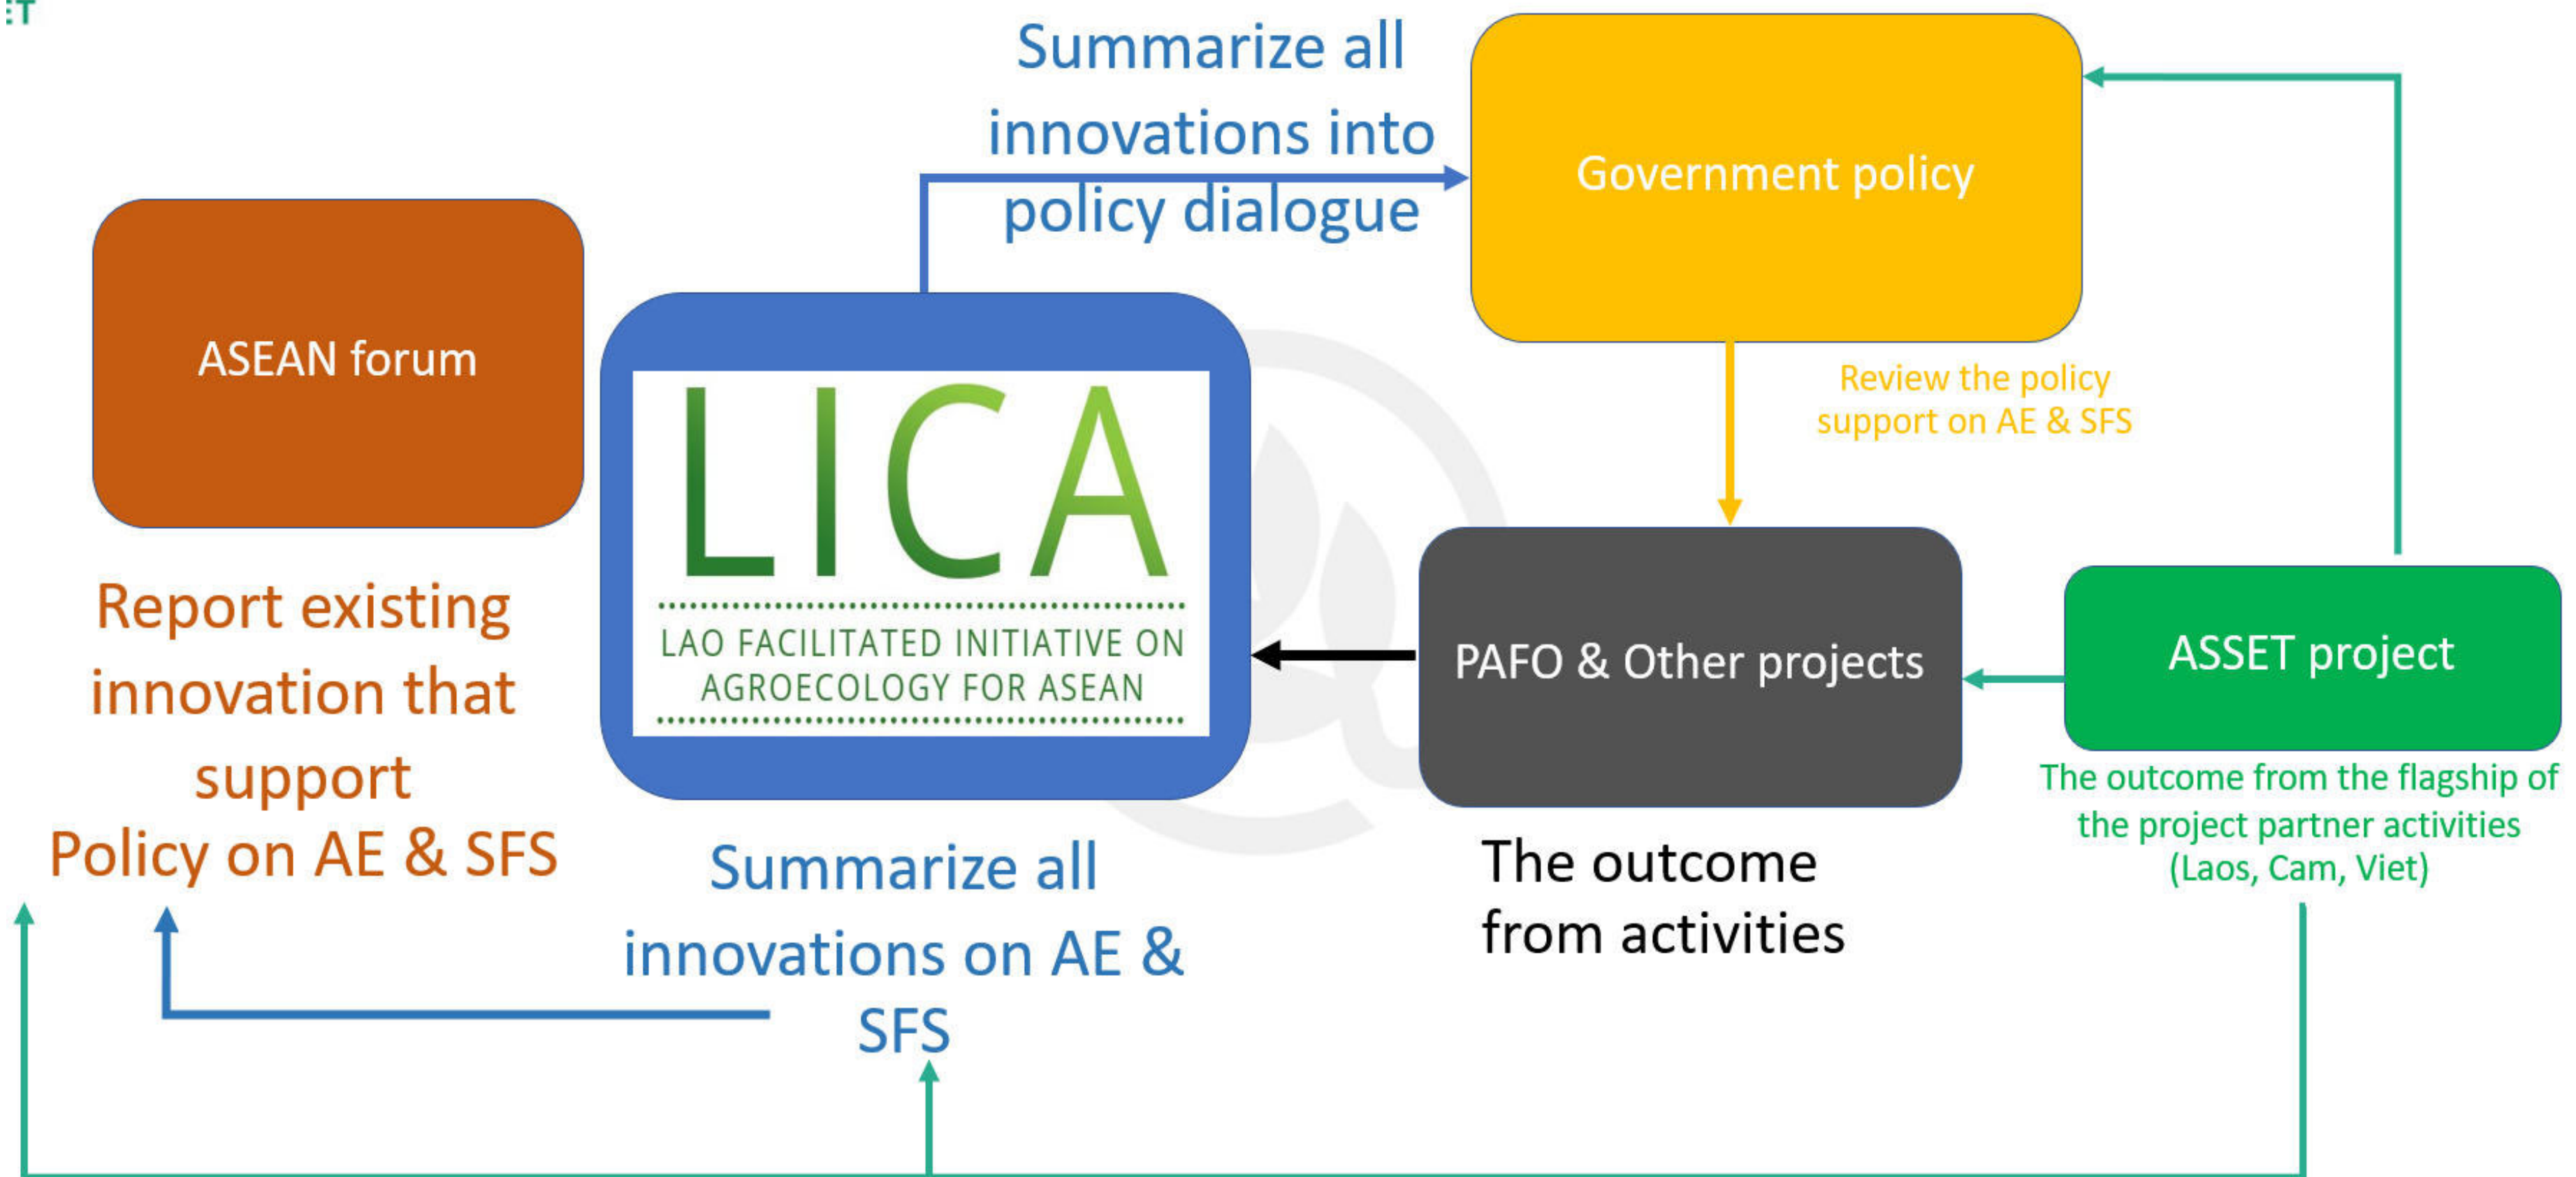 Summarize all
innovations into
policy dialogue
Government policy
ASEAN forum
Review the policy
support on AE & SFS
LICA
LAO FACILITATED INITIATIVE ON
AGROECOLOGY FOR ASEAN
PAFO & Other projects
ASSET project
Report existing
innovation that
support
Policy on AE & SFS
The outcome from the flagship of
the project partner activities
(Laos, Cam, Viet)
Summarize all
innovations on AE &
SFS
The outcome
from activities